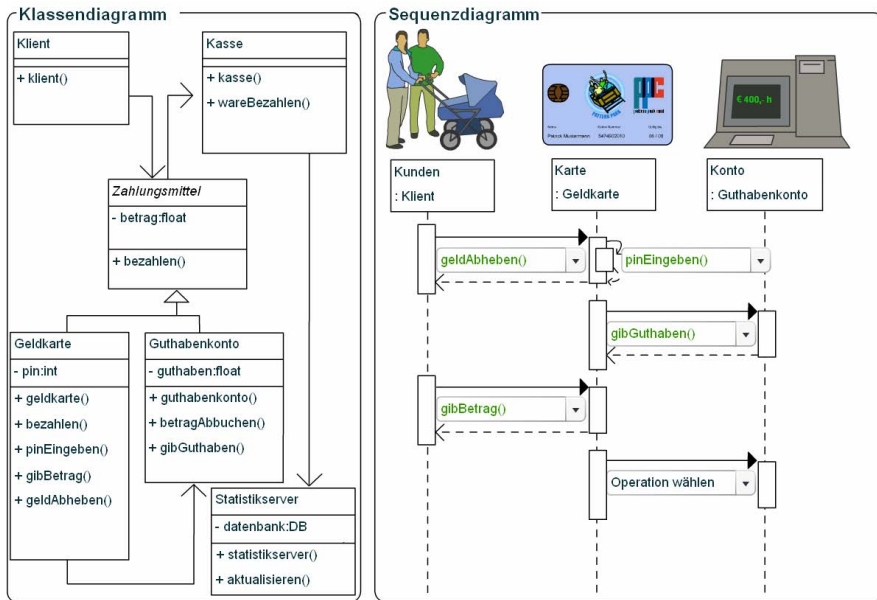 Klassendiagramm
Klient
+ klient()
Kasse
+ kasse()
+ wareBezahlen()
Zahlungsmittel
- betrag:float
+ bezahlen()
Geldkarte
- pin:int
+ geldkarte()
+ bezahlen()
+ pinEingeben()
+ gibBetrag()
+ geldAbheben()
Guthabenkonto
- guthaben:float
+ guthabenkonto()
+ betragAbbuchen()
+ gibGuthaben()
Statistikserver
- datenbank:DB
+ statistikserver()
+ aktualisieren()
Sequenzdiagramm
€ 400,- h
Kunden
: Klient
Karte
: Geldkarte
Konto
: Guthabenkonto
geldAbheben()
pinEingeben()
gibGuthaben()
gibBetrag()
Operation wählen